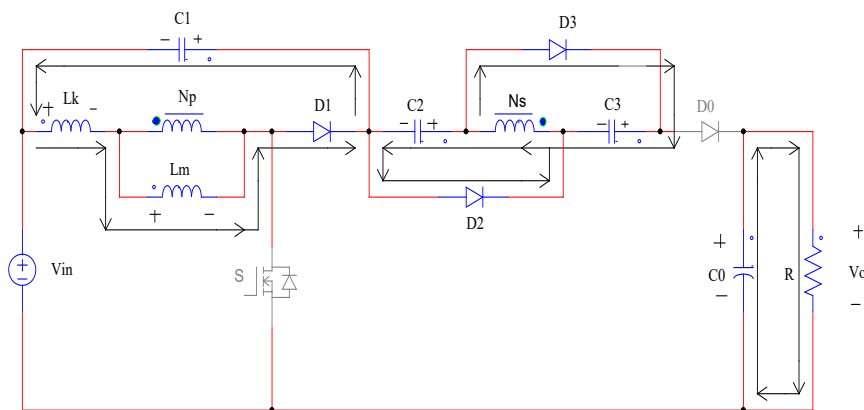 C1
− +
D3
Lk
Np
D1
C2
Ns
C3
D0
+ −
− +
− +
Lm
+ −
D2
Vin
S
+
C0
−
R
+
Vo
−